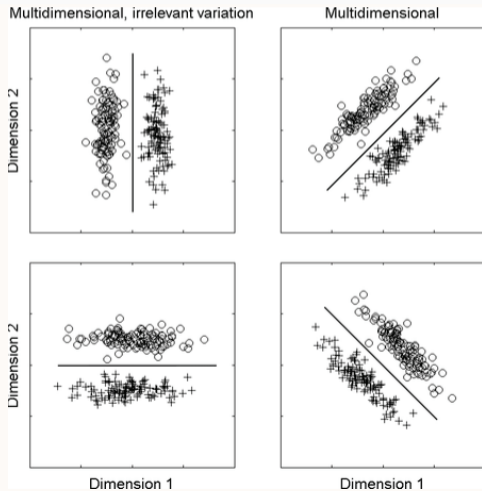 Multidimensional, irrelevant variation
Multidimensional
Dimension 2
Dimension 2
Dimension 1
Dimension 1